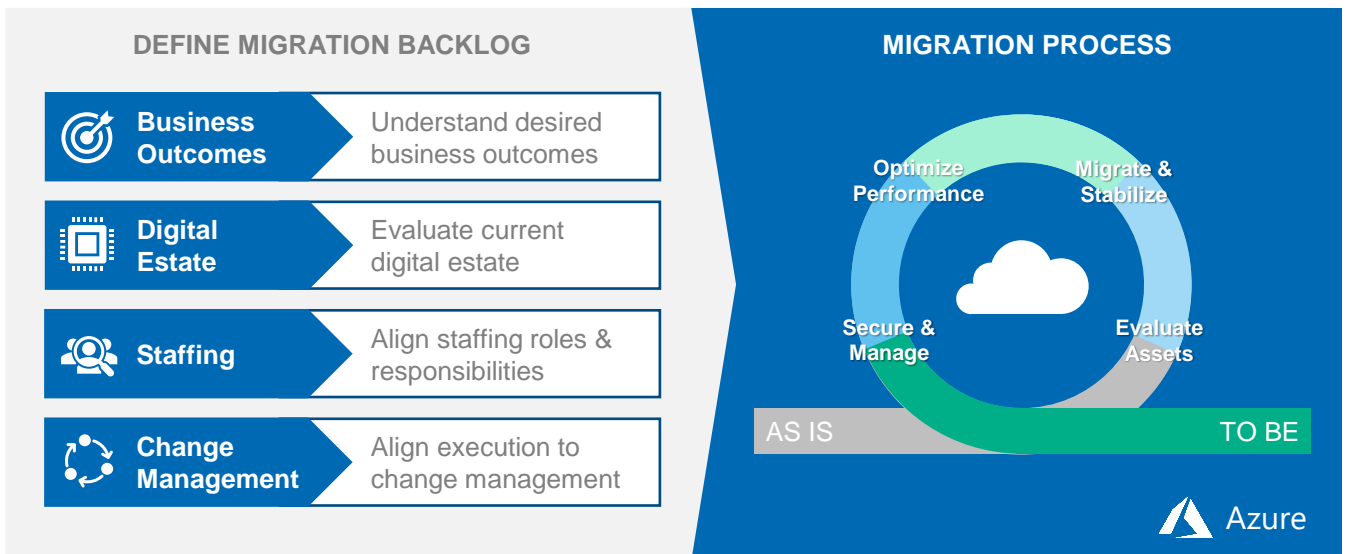 DEFINE MIGRATION BACKLOG
Business
Outcomes
Understand desired
business outcomes
Digital
Estate
Evaluate current
digital estate
Staffing
Align staffing roles &
responsibilities
Change
Management
Align execution to
change management
MIGRATION PROCESS
Optimize
Performance
Migrate &
Stabilize
Secure &
Manage
Evaluate
Assets
AS IS
TO BE
Azure